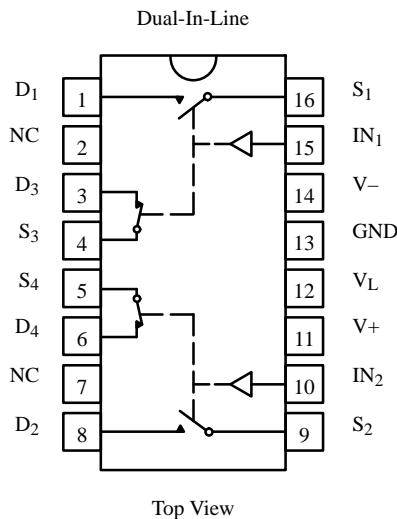 Dual-In-Line
D1 1 16 S1
NC 2 15 IN1
D3 3 14 V–
S3 4 13 GND
S4 5 12 VL
D4 6 11 V+
NC 7 10 IN2
D2 8 9 S2
Top View